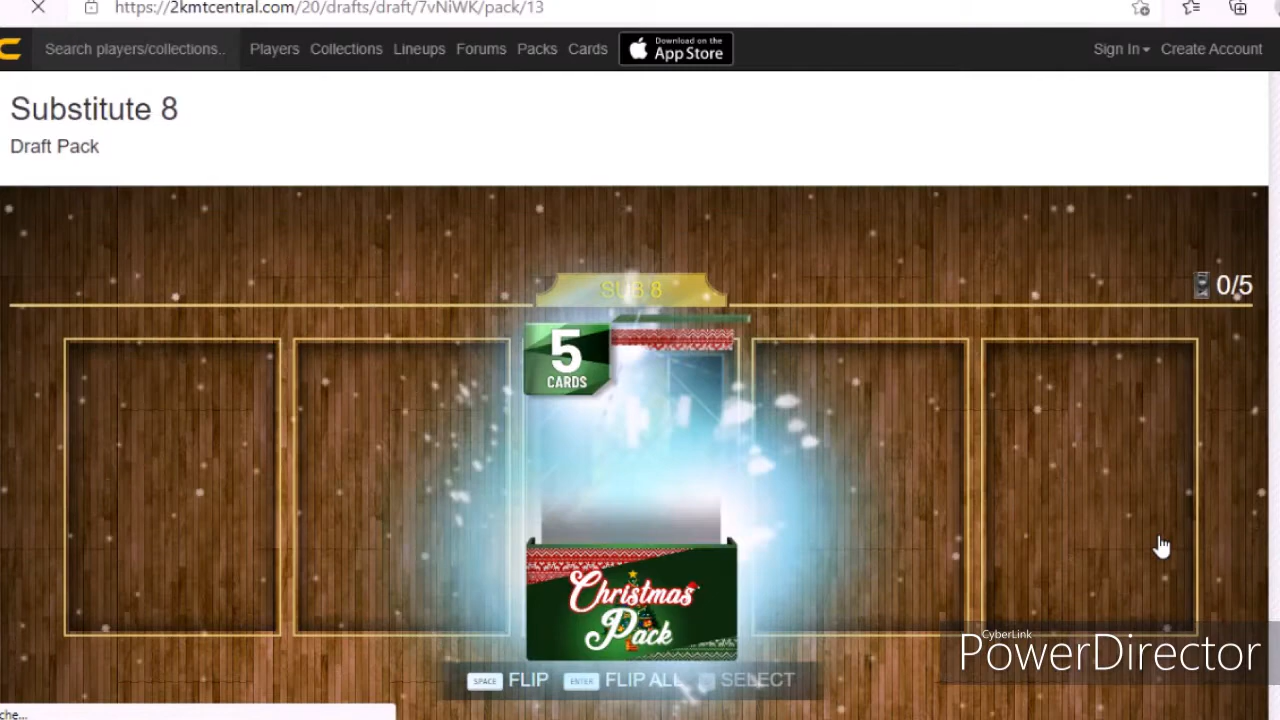 https://2kmtcentral.com/20/drafts/draft/7vNiWK/pack/13
Search players/collections..
Players
Collections
Lineups
Forums
Packs
Cards
Download on the
App Store
Sign In
Create Account
Substitute 8
Draft Pack
SUB 8
0/5
5
CARDS
Christmas
Pack
SPACE FLIP ENTER FLIP ALL SELECT
CyberLink
PowerDirector
che...